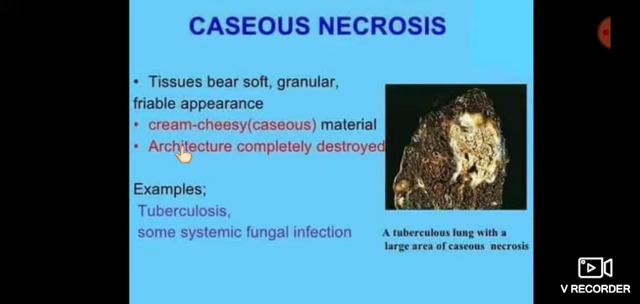 CASEOUS NECROSIS
• Tissues bear soft, granular,
friable appearance
• cream-cheesy(caseous) material
• Architecture completely destroyed
Examples;
Tuberculosis,
some systemic fungal infection
A tuberculous lung with a
large area of caseous necrosis
V RECORDER